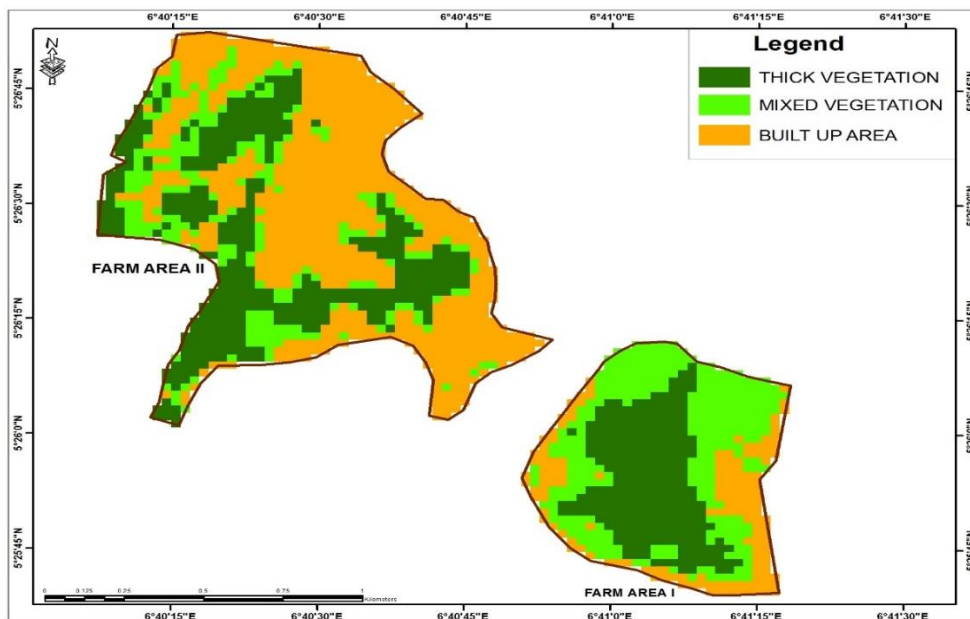 6°40'15"E 6°40'30"E 6°40'45"E 6°41'0"E 6°41'15"E 6°41'30"E
N
Legend
THICK VEGETATION
MIXED VEGETATION
BUILT UP AREA
5°26'45"N
5°26'15"N
5°26'0"N
5°25'45"N
FARM AREA II
FARM AREA I
0 0.125 0.25 0.5 0.75 1
Kilometers
6°40'15"E 6°40'30"E 6°40'45"E 6°41'0"E 6°41'15"E 6°41'30"E